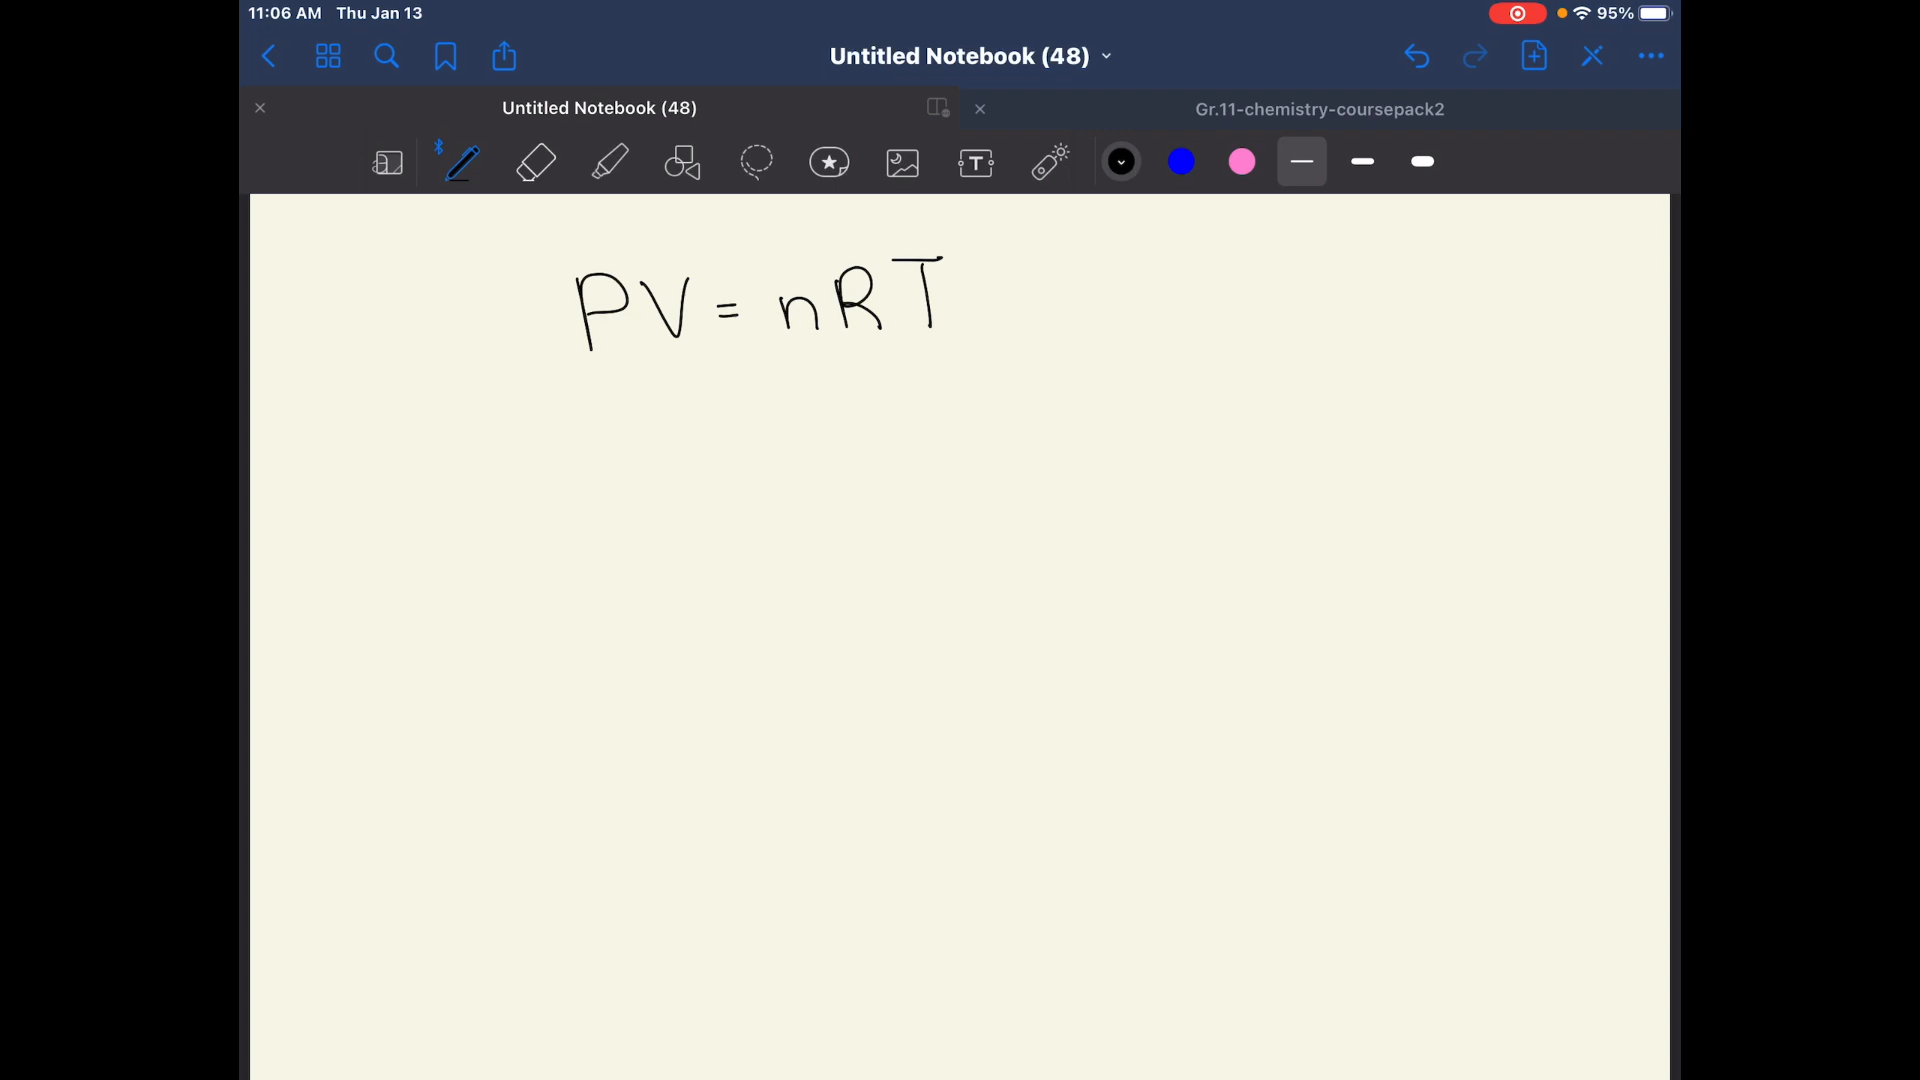 11:06 AM Thu Jan 13 95%
Untitled Notebook (48)
Untitled Notebook (48) Gr.11-chemistry-coursepack2
PV = nRT